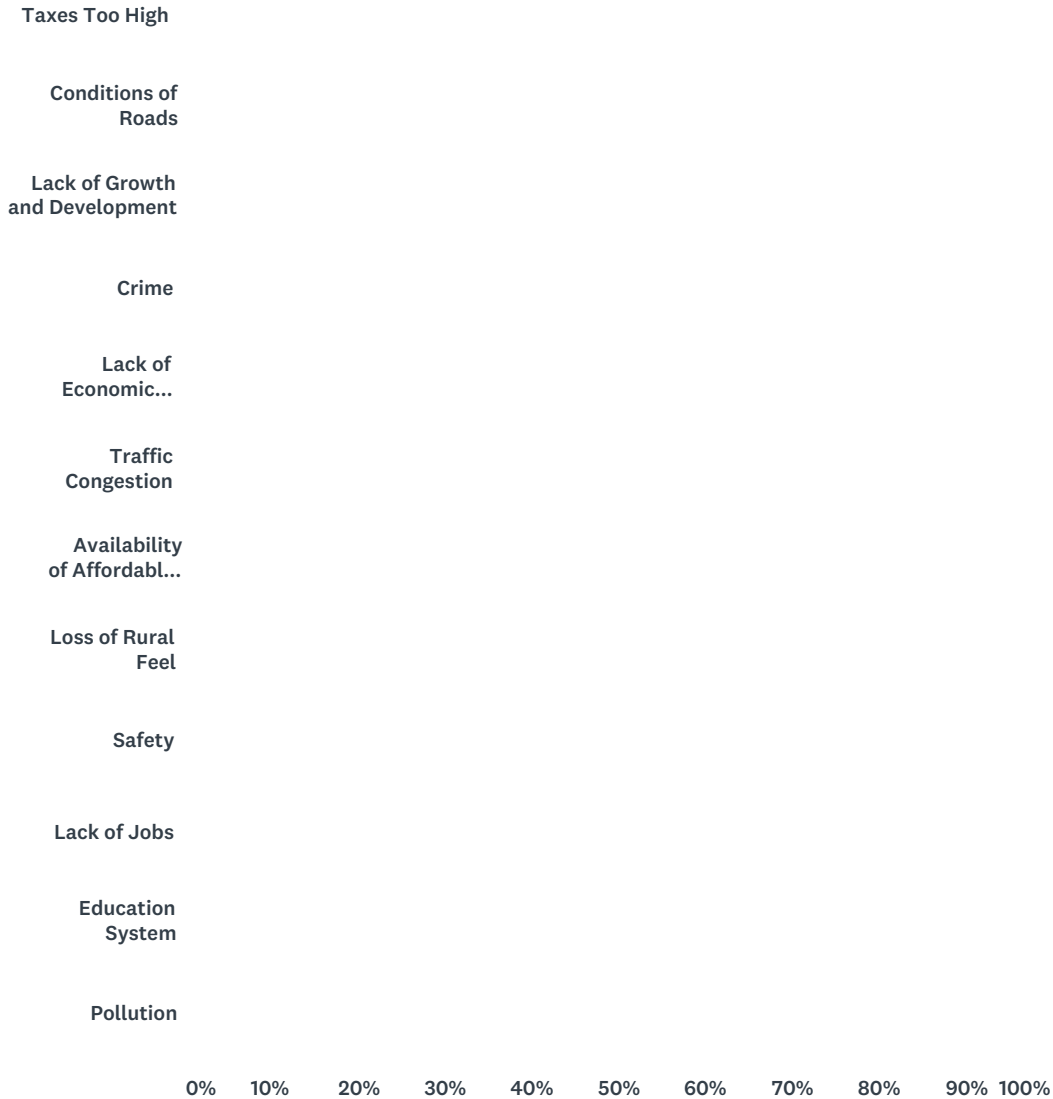 Taxes Too High
Conditions of
Roads
Lack of Growth
and Development
Crime
Lack of
Economic...
Traffic
Congestion
Availability
of Affordabl...
Loss of Rural
Feel
Safety
Lack of Jobs
Education
System
Pollution
0% 10% 20% 30% 40% 50% 60% 70% 80% 90% 100%